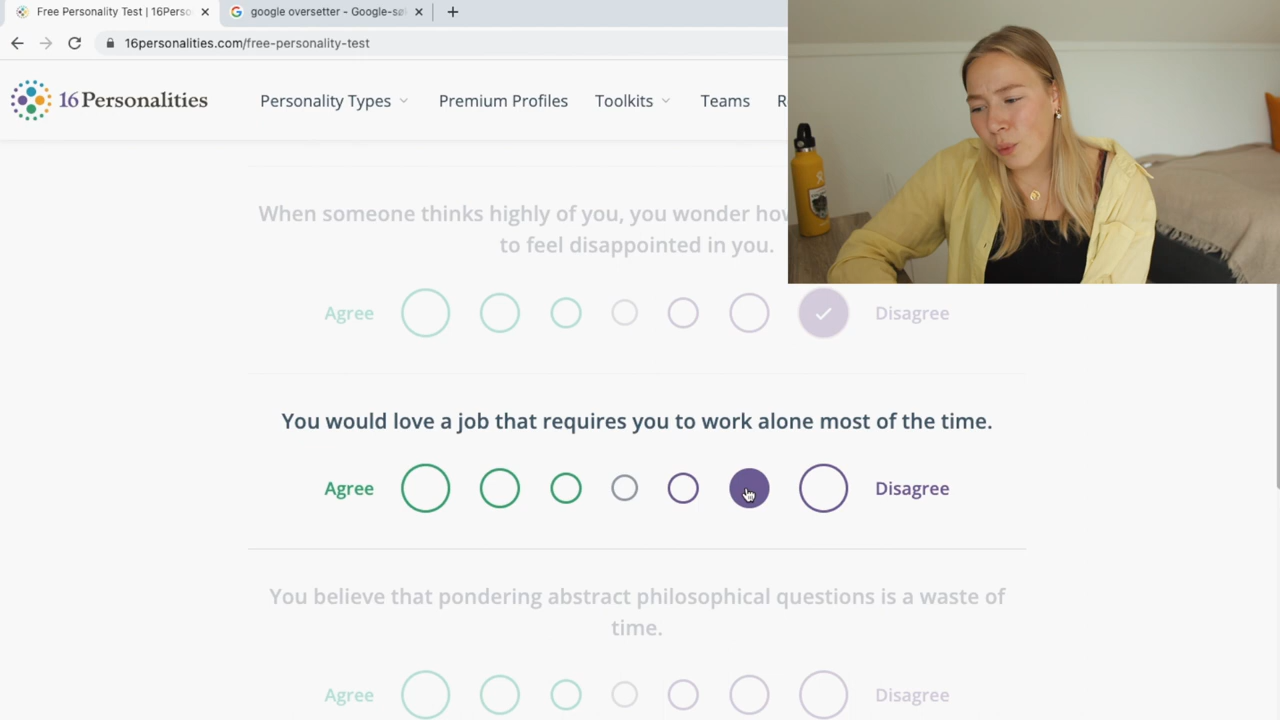 Free Personality Test | 16Perso
google oversetter - Google-sø
16personalities.com/free-personality-test
16Personalities
Personality Types
Premium Profiles
Toolkits
Teams
R
When someone thinks highly of you, you wonder how
to feel disappointed in you.
Agree
Disagree
You would love a job that requires you to work alone most of the time.
Agree
Disagree
You believe that pondering abstract philosophical questions is a waste of
time.
Agree
Disagree